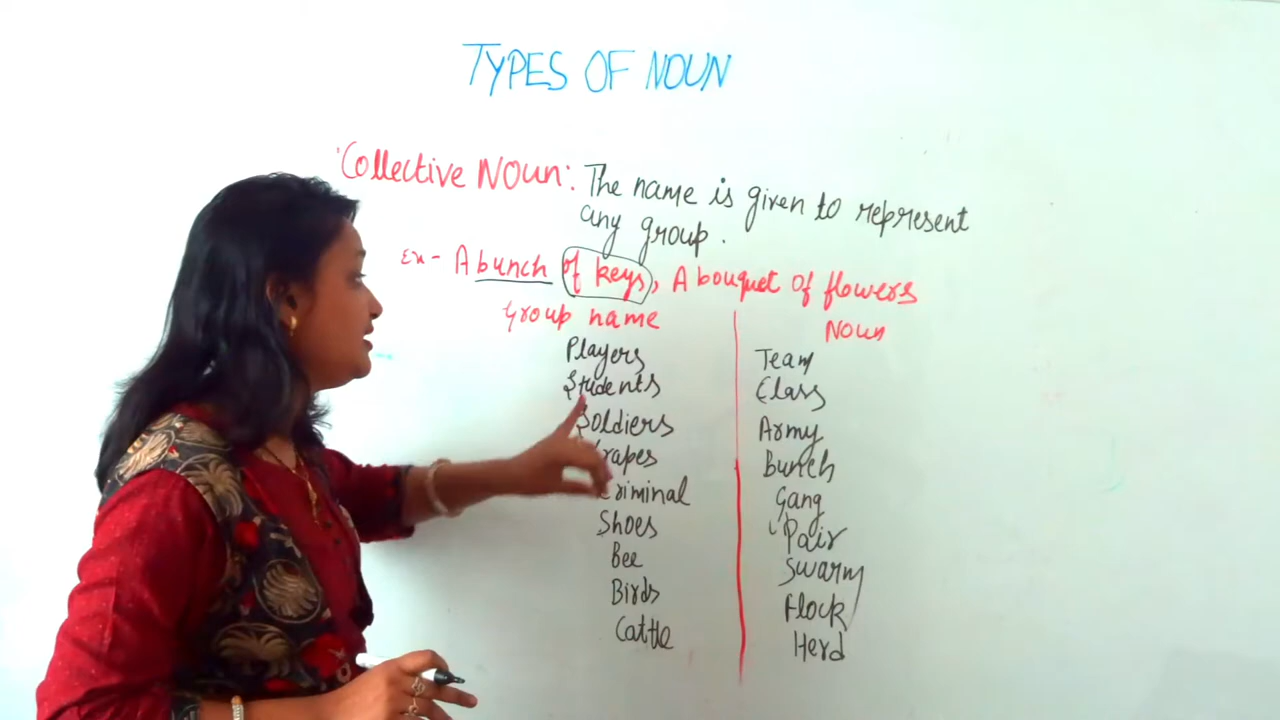 TYPES OF NOUN
Collective NOUN: The name is given to represent
any group.
Ex- A bunch of keys, A bouquet of flowers
Group name Noun
Players Team
Students Class
Soldiers Army
rapes Bunch
Criminal Gang
Shoes Pair
Bee Swarm
Birds Flock
Cattle Herd